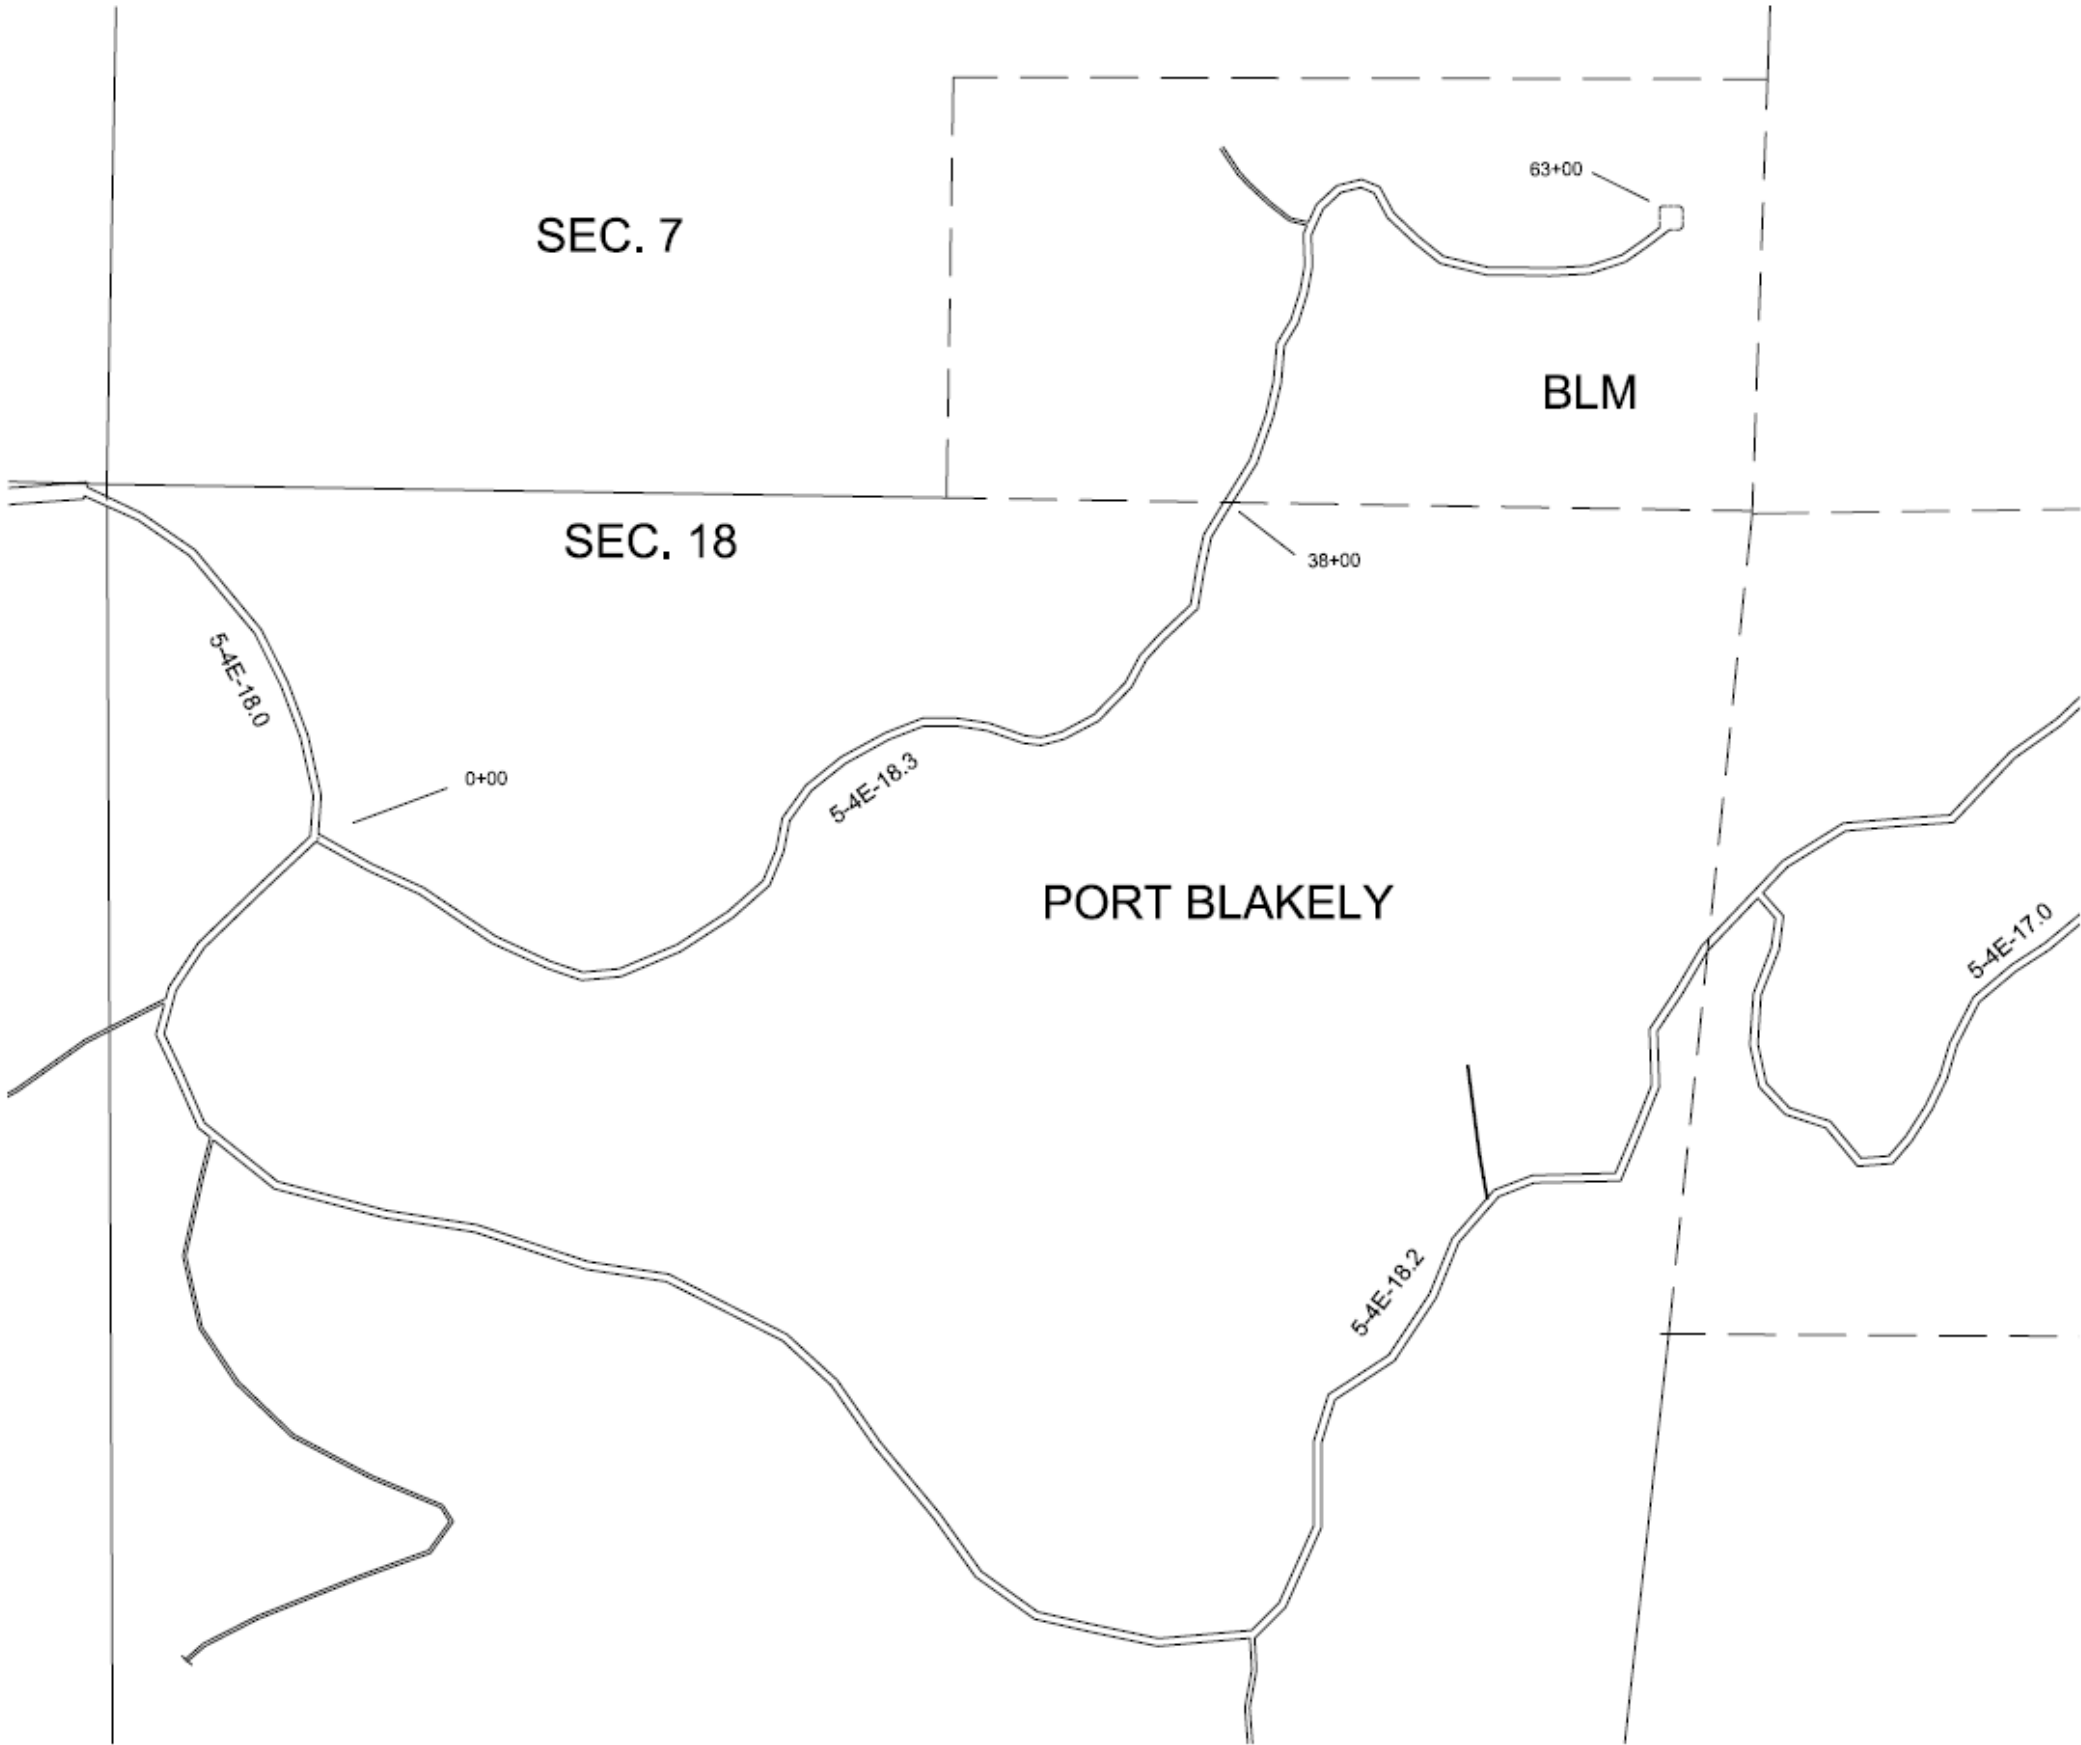 63+00
SEC. 7
BLM
SEC. 18
38+00
5-4E-18.0
0+00
5-4E-18.3
PORT BLAKELY
5-4E-17.0
5-4E-18.2